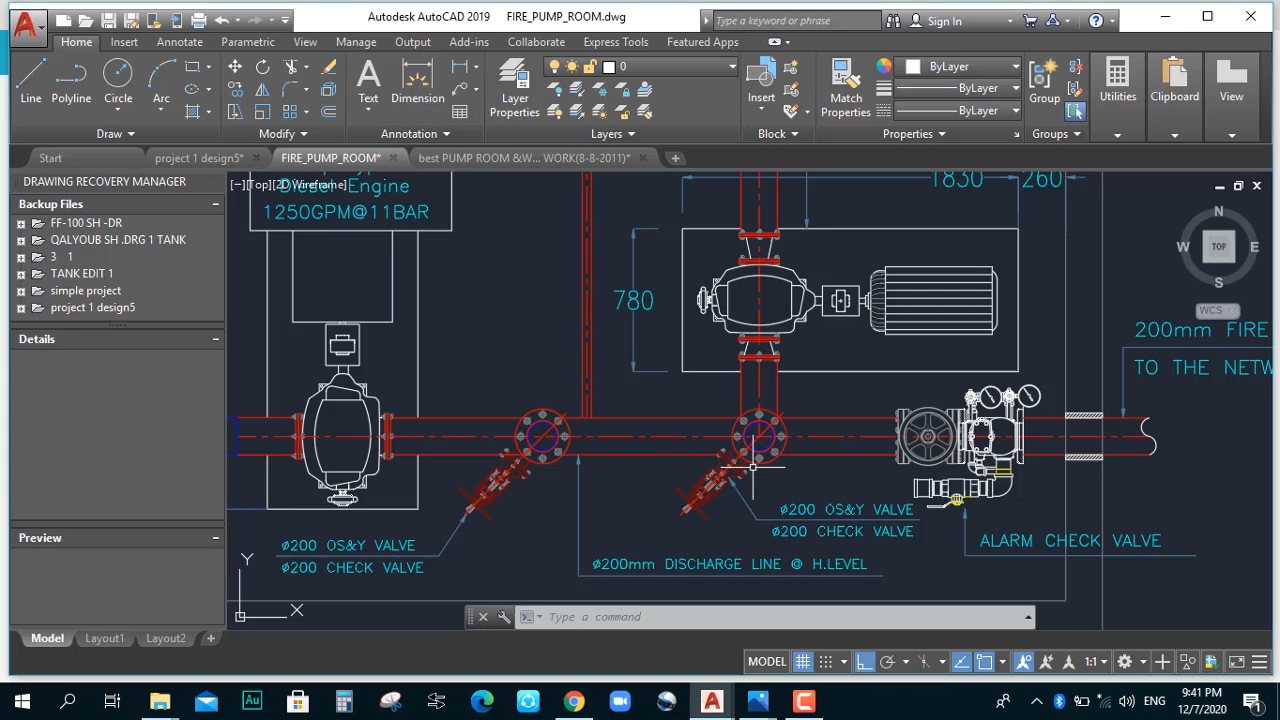 Autodesk AutoCAD 2019 FIRE_PUMP_ROOM.dwg
Type a keyword or phrase
Sign In
Home Insert Annotate Parametric View Manage Output Add-ins Collaborate Express Tools Featured Apps
Line Polyline Circle Arc
Text Dimension
Layer
Properties
0
Insert
Match
Properties
ByLayer
ByLayer
ByLayer
Group
Utilities
Clipboard
View
Draw Modify Annotation Layers Block Properties Groups
Start
project 1 design5*
FIRE_PUMP_ROOM*
best PUMP ROOM &W... WORK(8-8-2011)*
DRAWING RECOVERY MANAGER
Backup Files
FF-100 SH -DR
QALYOUB SH .DRG 1 TANK
3 1
TANK EDIT 1
simple project
project 1 design5
Details
Preview
[−][Top][2D Wireframe]
Diesel Engine
1250GPM@11BAR
1830 260
780
N
W TOP E
S
WCS
200mm FIRE
TO THE NETW
Ø200 OS&Y VALVE
Ø200 CHECK VALVE
Ø200 OS&Y VALVE
Ø200 CHECK VALVE
Ø200mm DISCHARGE LINE @ H.LEVEL
ALARM CHECK VALVE
Y
X
Type a command
Model Layout1 Layout2
MODEL
1:1
Au
A
ENG
9:41 PM
12/7/2020
1